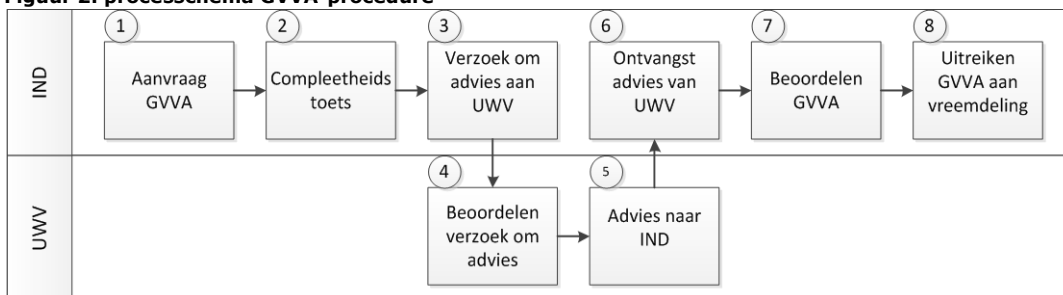 Figuur 2: processchema GVVA-procedure
IND
1
Aanvraag
GVVA
2
Compleetheids
toets
3
Verzoek om
advies aan
UWV
6
Ontvangst
advies van
UWV
7
Beoordelen
GVVA
8
Uitreiken
GVVA aan
vreemdeling
UWV
4
Beoordelen
verzoek om
advies
5
Advies naar
IND